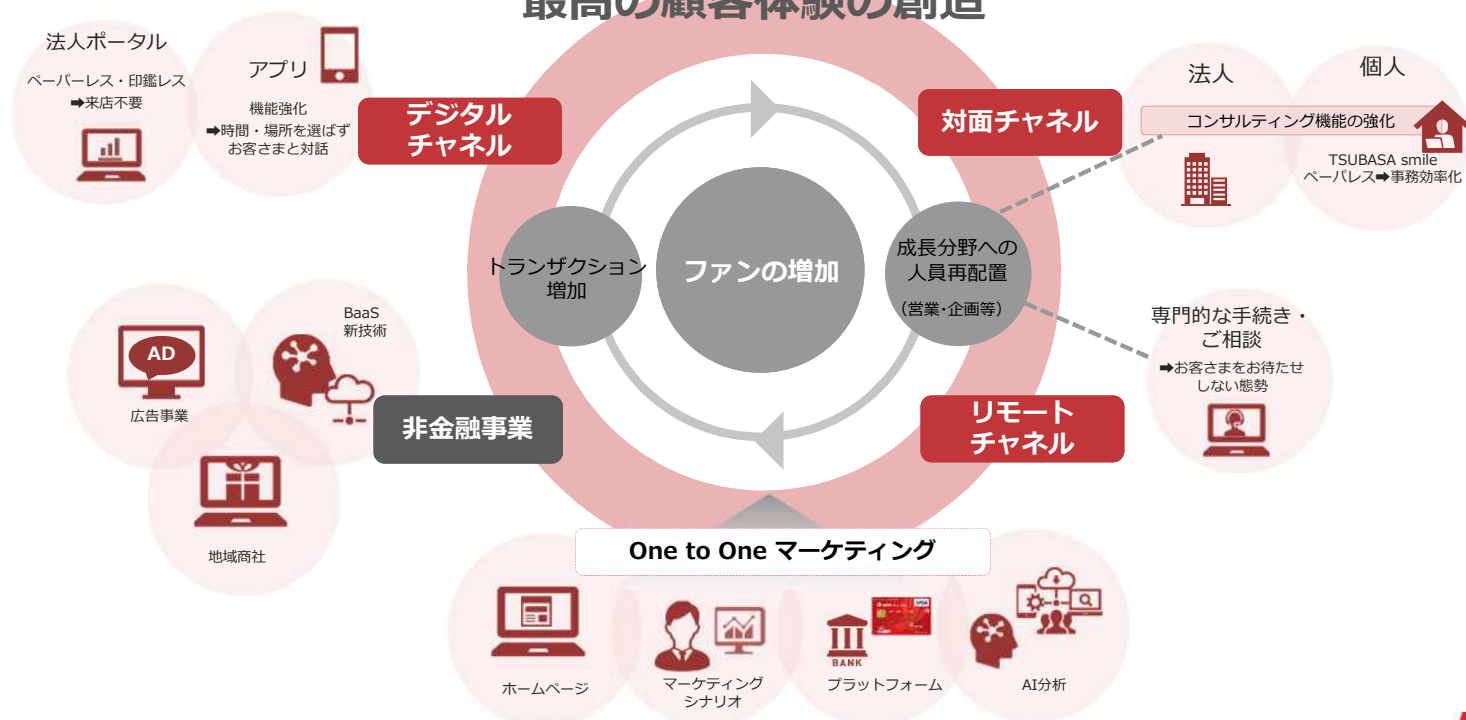 最高の顧客体験の創造
法人ポータル
ペーパーレス・印鑑レス
➡来店不要
アプリ
機能強化
➡時間・場所を選ばず
お客さまと対話
デジタル
チャンネル
対面チャネル
法人
個人
コンサルティング機能の強化
TSUBASA smile
ペーパレス➡事務効率化
トランザクション
増加
ファンの増加
成長分野への
人員再配置
（営業・企画等）
専門的な手続き・
ご相談
➡お客さまをお待たせ
しない態勢
BaaS
新技術
AD
広告事業
地域商社
非金融事業
リモート
チャネル
One to One マーケティング
ホームページ
マーケティング
シナリオ
BANK
プラットフォーム
AI分析